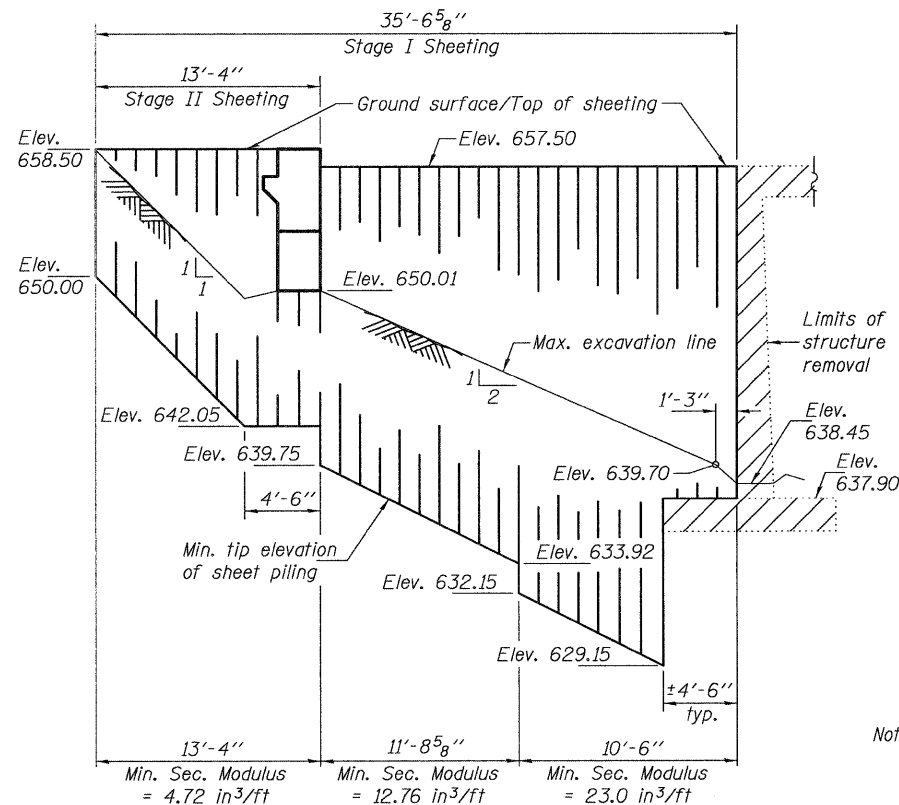 35'-6 5/8"
Stage I Sheeting
13'-4"
Stage II Sheeting
Ground surface/Top of sheeting
Elev.
658.50
Elev. 657.50
Elev.
650.00
1
1
Elev. 650.01
Max. excavation line
1
2
Limits of
structure
removal
1'-3"
Elev.
638.45
Elev. 642.05
Elev. 639.75
Elev. 639.70
Elev.
637.90
4'-6"
Min. tip elevation
of sheet piling
Elev. 633.92
Elev. 632.15
Elev. 629.15
±4'-6"
typ.
Not
13'-4"
Min. Sec. Modulus
= 4.72 in³/ft
11'-8 5/8"
Min. Sec. Modulus
= 12.76 in³/ft
10'-6"
Min. Sec. Modulus
= 23.0 in³/ft